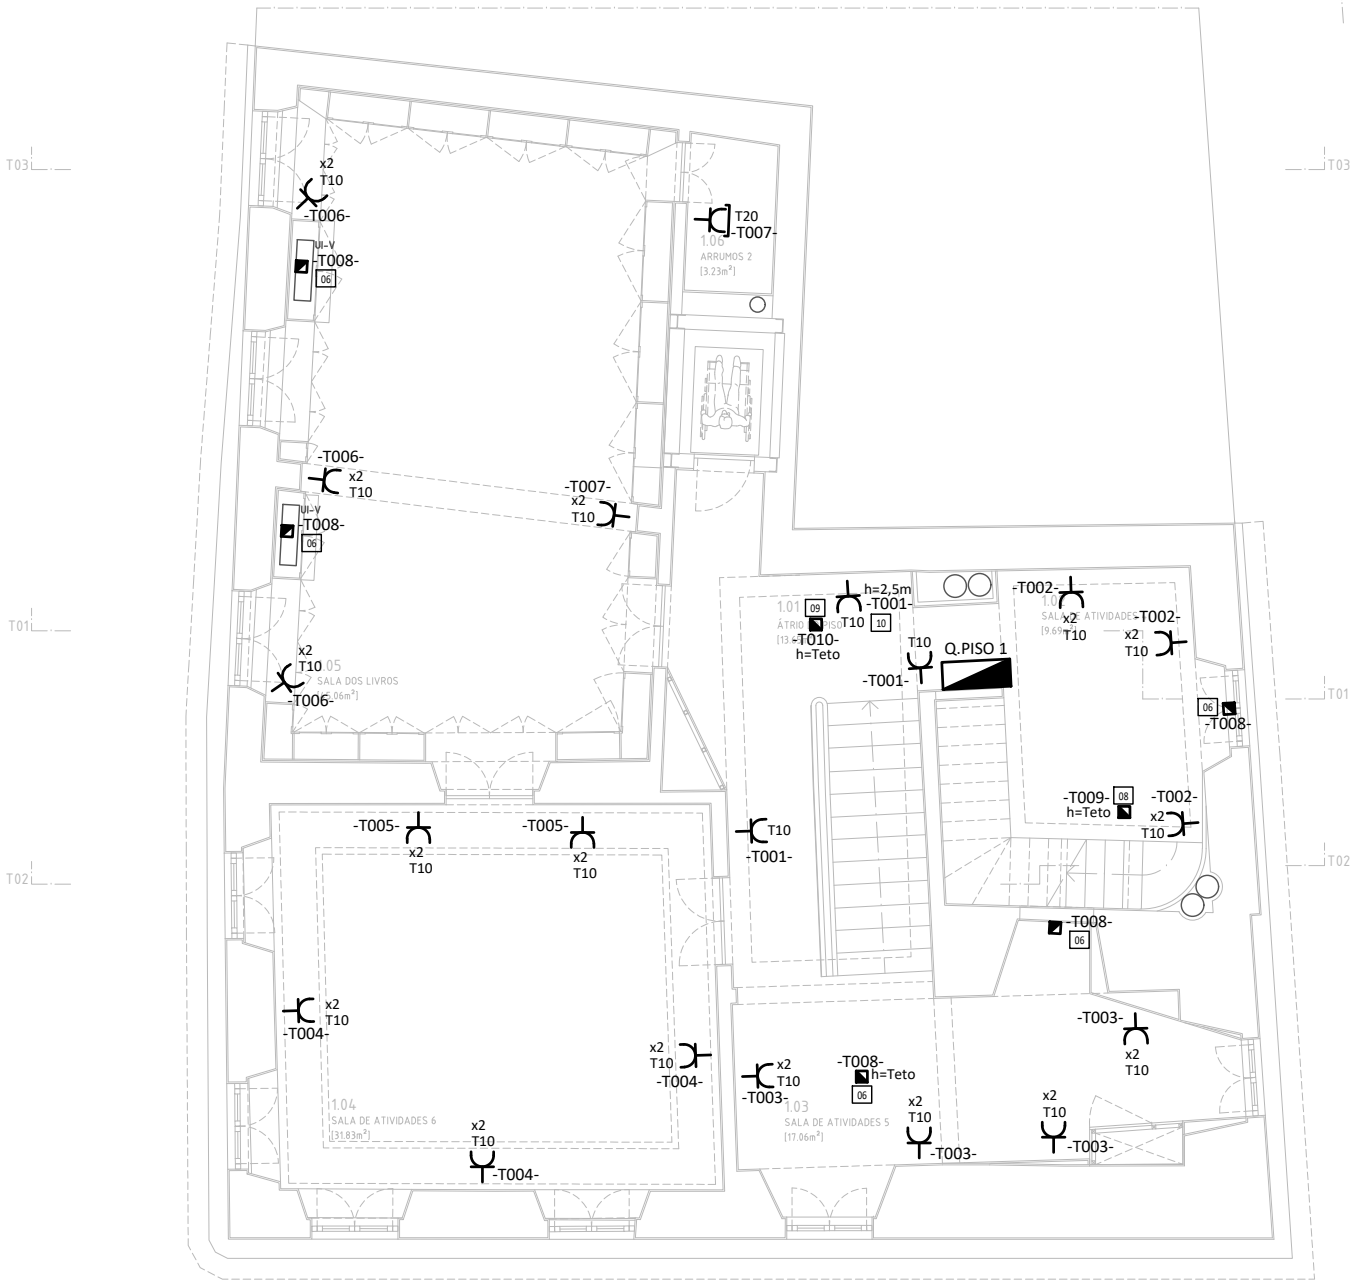 T03
T03
x2
T10
-T006-
T20
-T007-
1.06
ARRUMOS 2
[3.23m²]
UI-V
-T008-
06
-T006-
x2
T10
-T007-
x2
T10
UI-V
-T008-
06
T01
h=2,5m
-T001-
T10
10
1.01
09
-T010-
h=Teto
-T002-
x2
T10
SALA DE ATIVIDADES
-T002-
x2
T10
T10
-T001-
Q.PISO 1
x2
T10
.05
SALA DOS LIVROS
-T006-
T01
06
-T008-
-T009-
h=Teto
08
-T002-
x2
T10
-T005-
x2
T10
-T005-
x2
T10
T10
-T001-
T02
T02
-T008-
06
x2
T10
-T004-
-T003-
x2
T10
x2
T10
-T004-
x2
T10
-T003-
-T008-
h=Teto
06
1.04
SALA DE ATIVIDADES 6
[31.83m²]
1.03
SALA DE ATIVIDADES 5
[17.06m²]
x2
T10
-T003-
x2
T10
-T003-
x2
T10
-T004-